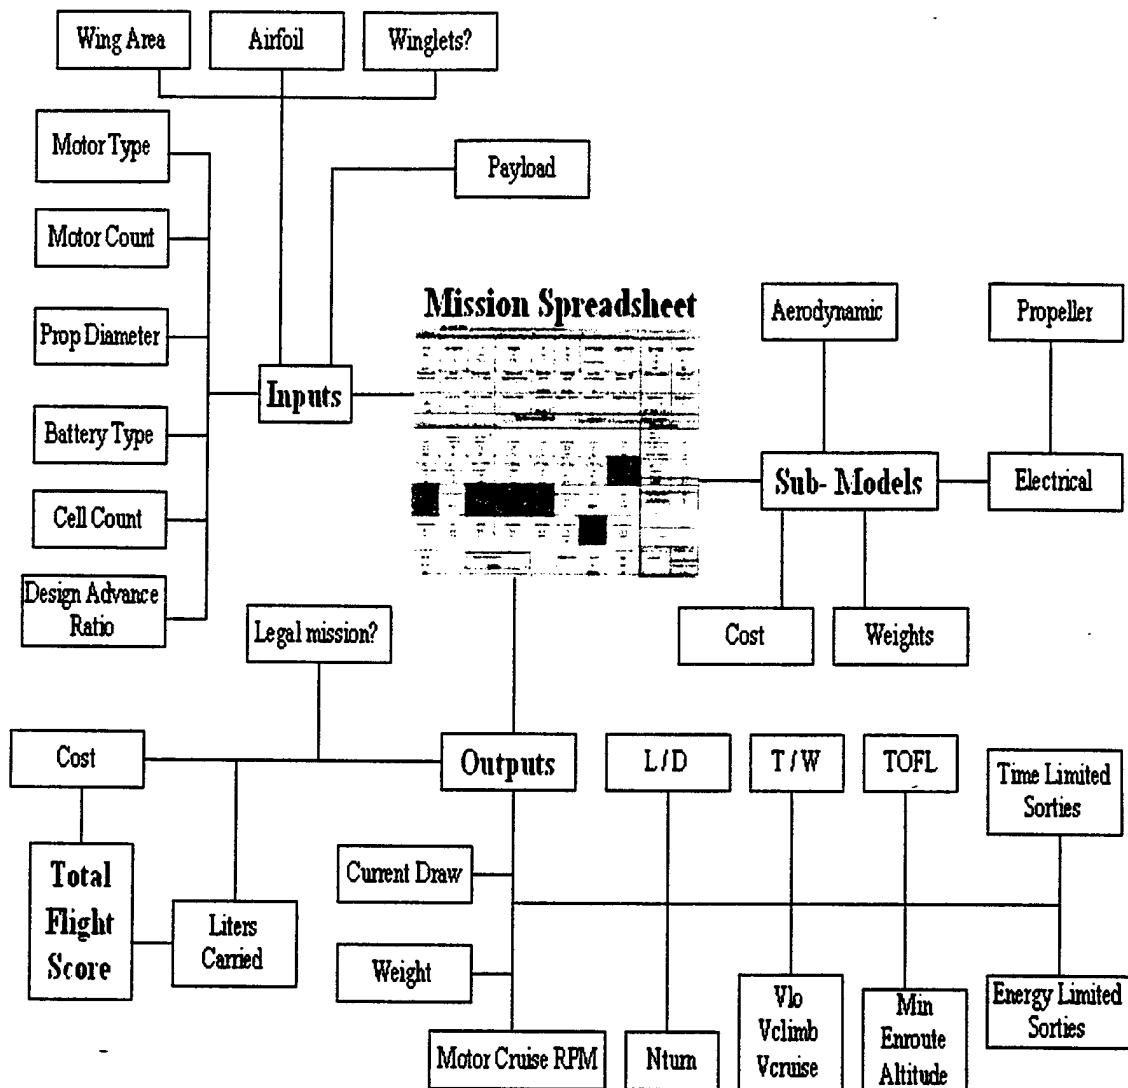 Wing Area
Airfoil
Winglets?
Motor Type
Payload
Motor Count
Mission Spreadsheet
Aerodynamic
Propeller
Prop Diameter
Inputs
Battery Type
Sub- Models
Electrical
Cell Count
Design Advance
Ratio
Legal mission?
Cost
Weights
Cost
Outputs
L / D
T / W
TOFL
Time Limited
Sorties
Total
Flight
Score
Current Draw
Liters
Carried
Weight
Motor Cruise RPM
Nturn
Vlo
Vclimb
Vcruise
Min
Enroute
Altitude
Energy Limited
Sorties